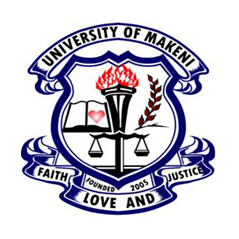 UNIVERSITY OF MAKENI
FOUNDED 2005
FAITH LOVE AND JUSTICE